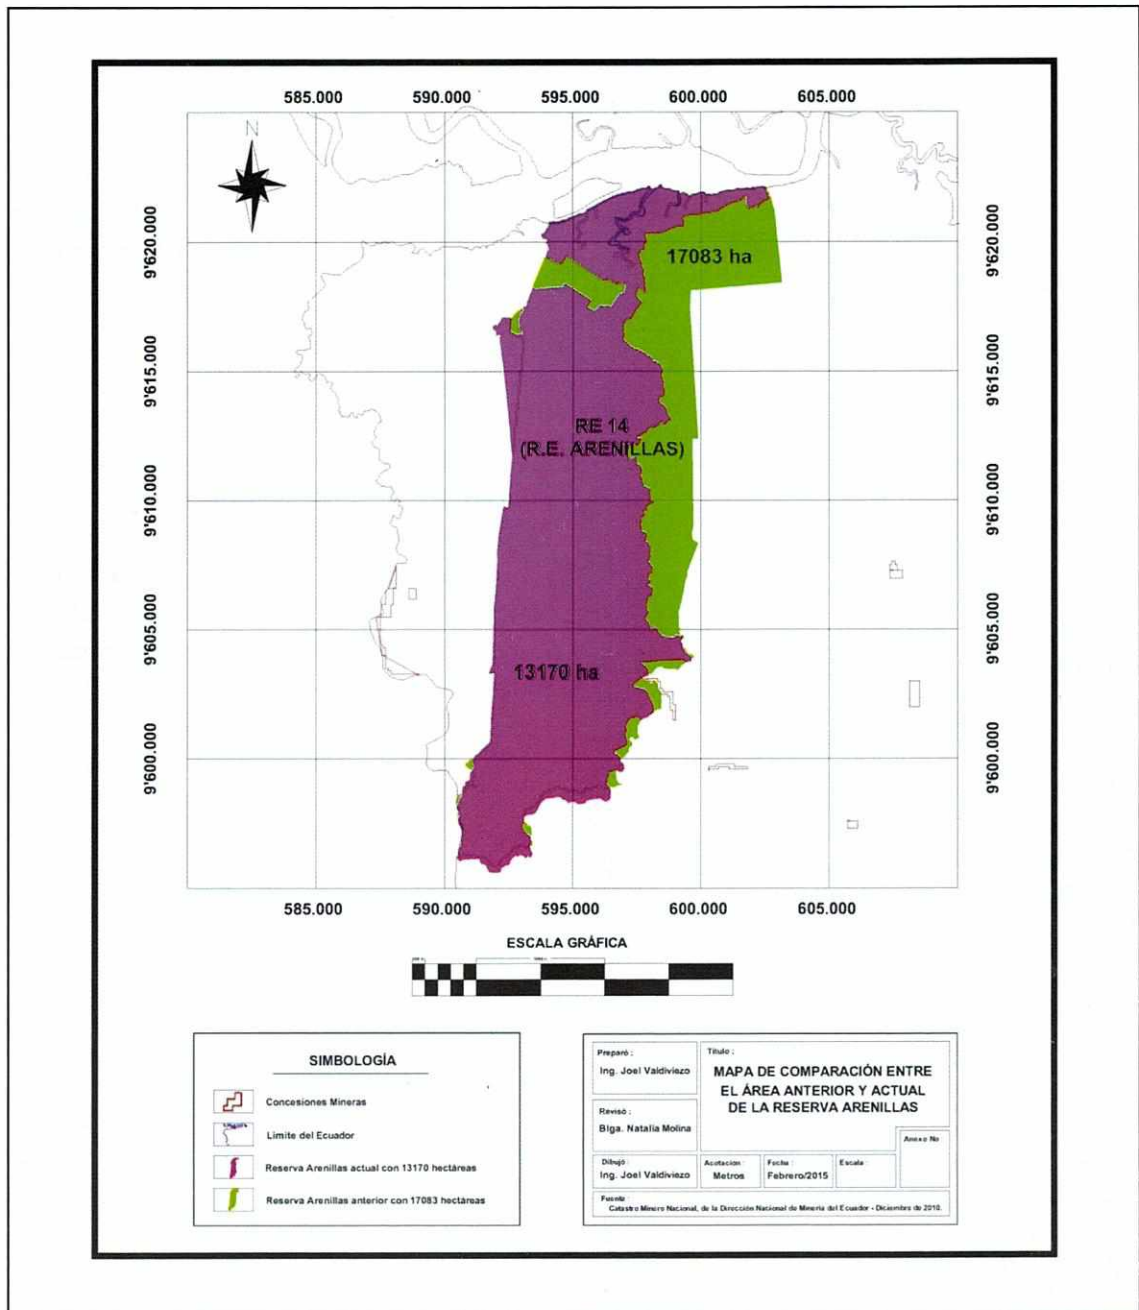 585.000 590.000 595.000 600.000 605.000
N
9'620.000 9'620.000
17083 ha
9'615.000 9'615.000
RE 14
(R.E. ARENILLAS)
9'610.000 9'610.000
9'605.000 9'605.000
13170 ha
9'600.000 9'600.000
585.000 590.000 595.000 600.000 605.000
ESCALA GRÁFICA
SIMBOLOGÍA
Concesiones Mineras
Limite del Ecuador
Reserva Arenillas actual con 13170 hectáreas
Reserva Arenillas anterior con 17083 hectáreas
Preparó :
Ing. Joel Valdiviezo
Revisó :
Blga. Natalia Molina
Titulo :
MAPA DE COMPARACIÓN ENTRE
EL ÁREA ANTERIOR Y ACTUAL
DE LA RESERVA ARENILLAS
Anexo No
Dibujó :
Ing. Joel Valdiviezo
Acotacion :
Metros
Fecha :
Febrero/2015
Escala
Fuente
Catastro Minero Nacional, de la Dirección Nacional de Minería del Ecuador - Diciembre de 2010.